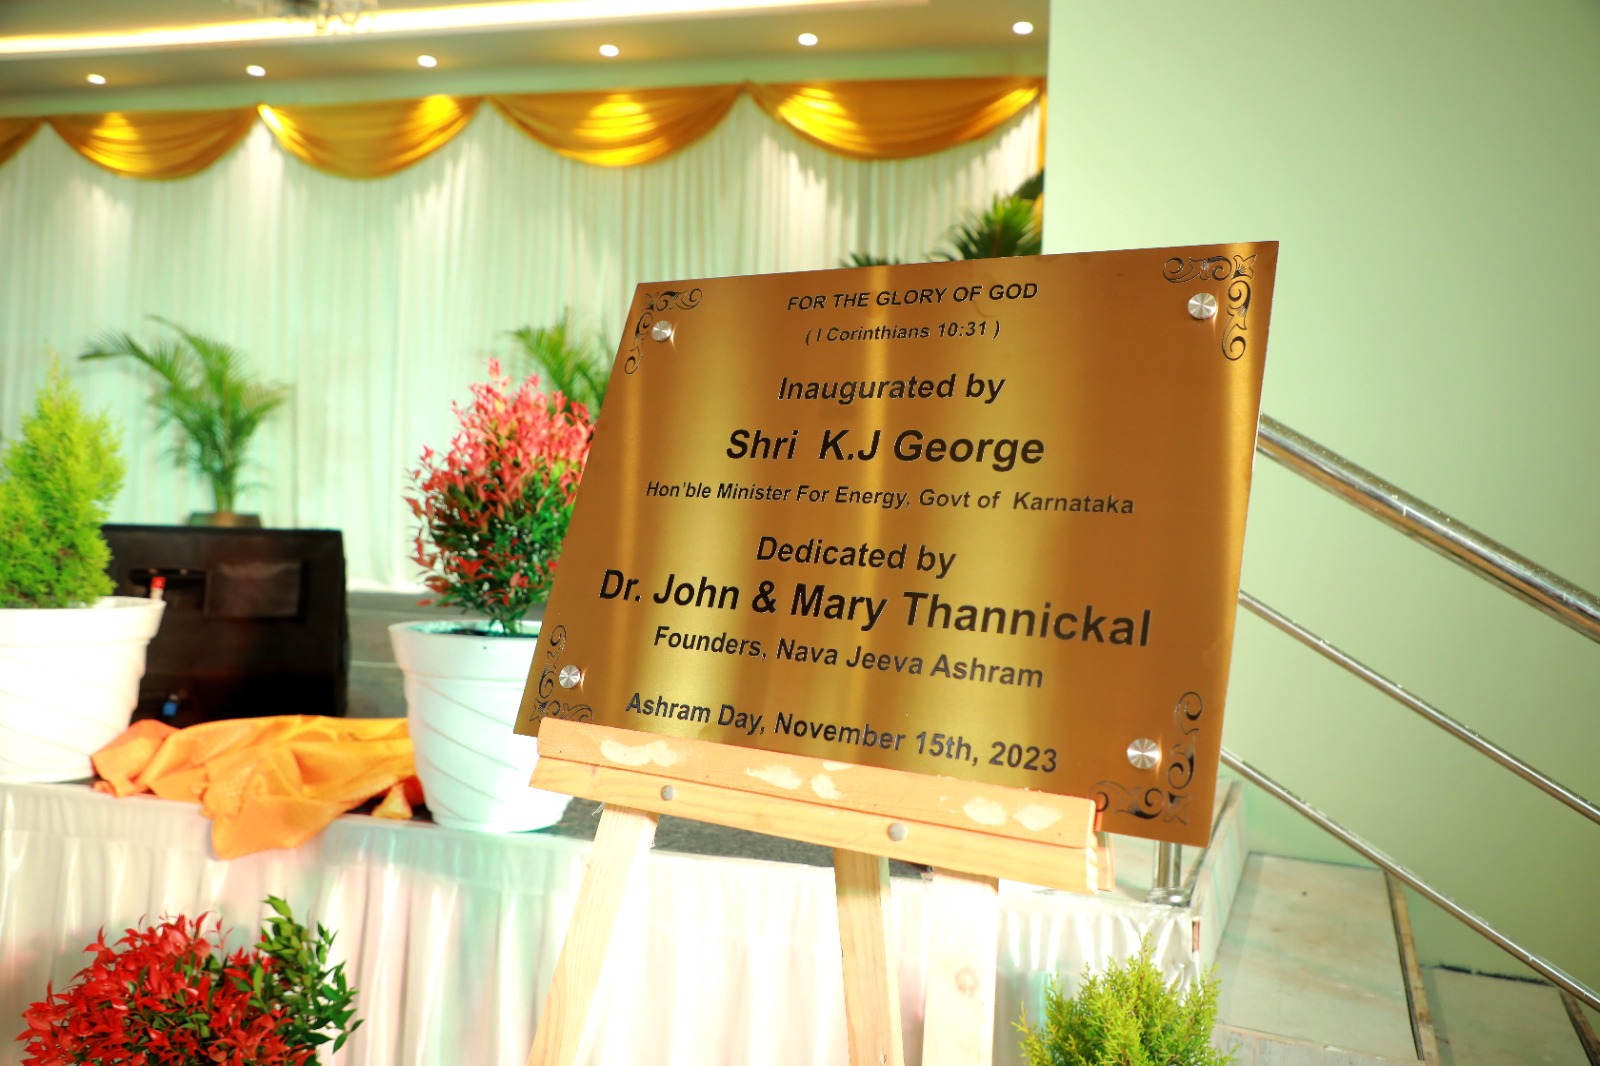 FOR THE GLORY OF GOD
( I Corinthians 10:31 )
Inaugurated by
Shri K.J George
Hon'ble Minister For Energy, Govt of Karnataka
Dedicated by
Dr. John & Mary Thannickal
Founders, Nava Jeeva Ashram
Ashram Day, November 15th, 2023